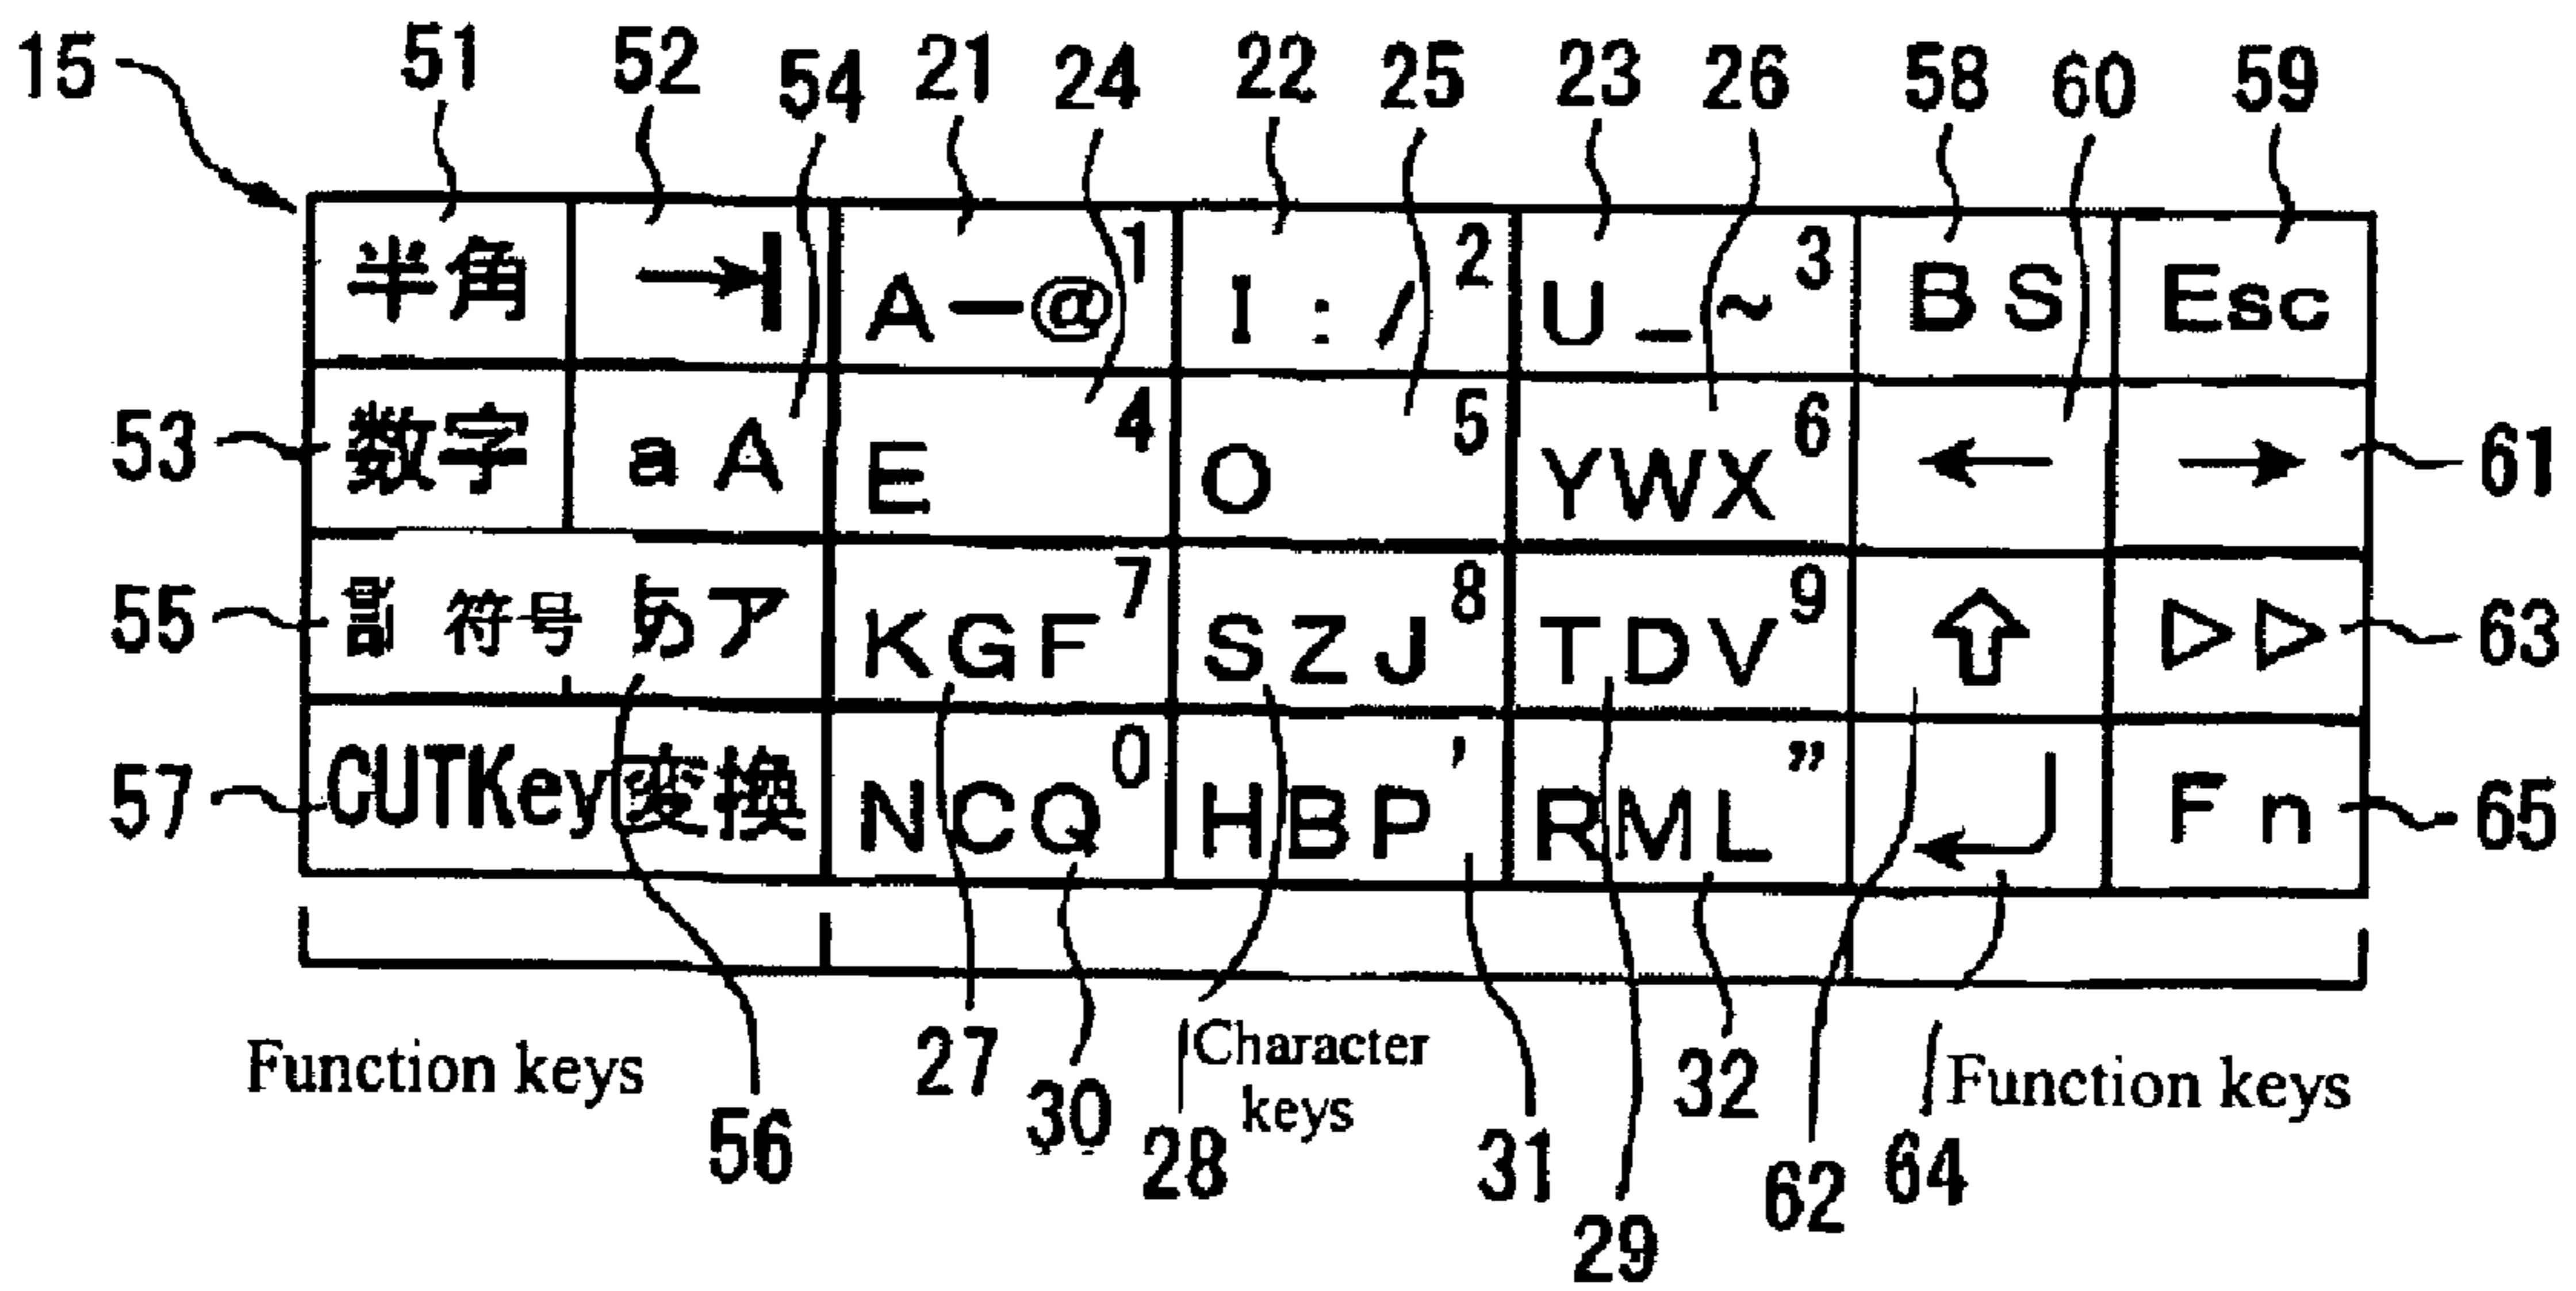 15 51 52 54 21 24 22 25 23 26 58 60 59
半角 A—@ 1 I : / 2 U _ ~ 3 BS Esc
53 数字 aA E 4 O 5 YWX 6 ← → 61
55 符号 あア KGF 7 SZJ 8 TDV 9 63
57 CUTKey変換 NCQ 0 HBP ' RML ” Fn 65
Function keys 56 27 30 28 Character keys 31 29 32 62 64 Function keys